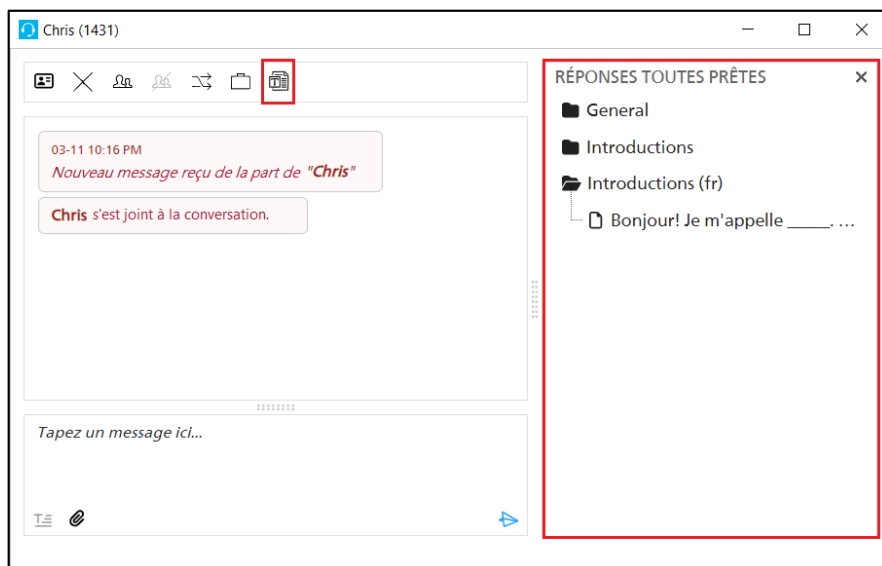 Chris (1431)
RÉPONSES TOUTES PRÊTES
General
Introductions
Introductions (fr)
Bonjour! Je m'appelle _____. ...
03-11 10:16 PM
Nouveau message reçu de la part de "Chris"
Chris s'est joint à la conversation.
Tapez un message ici...